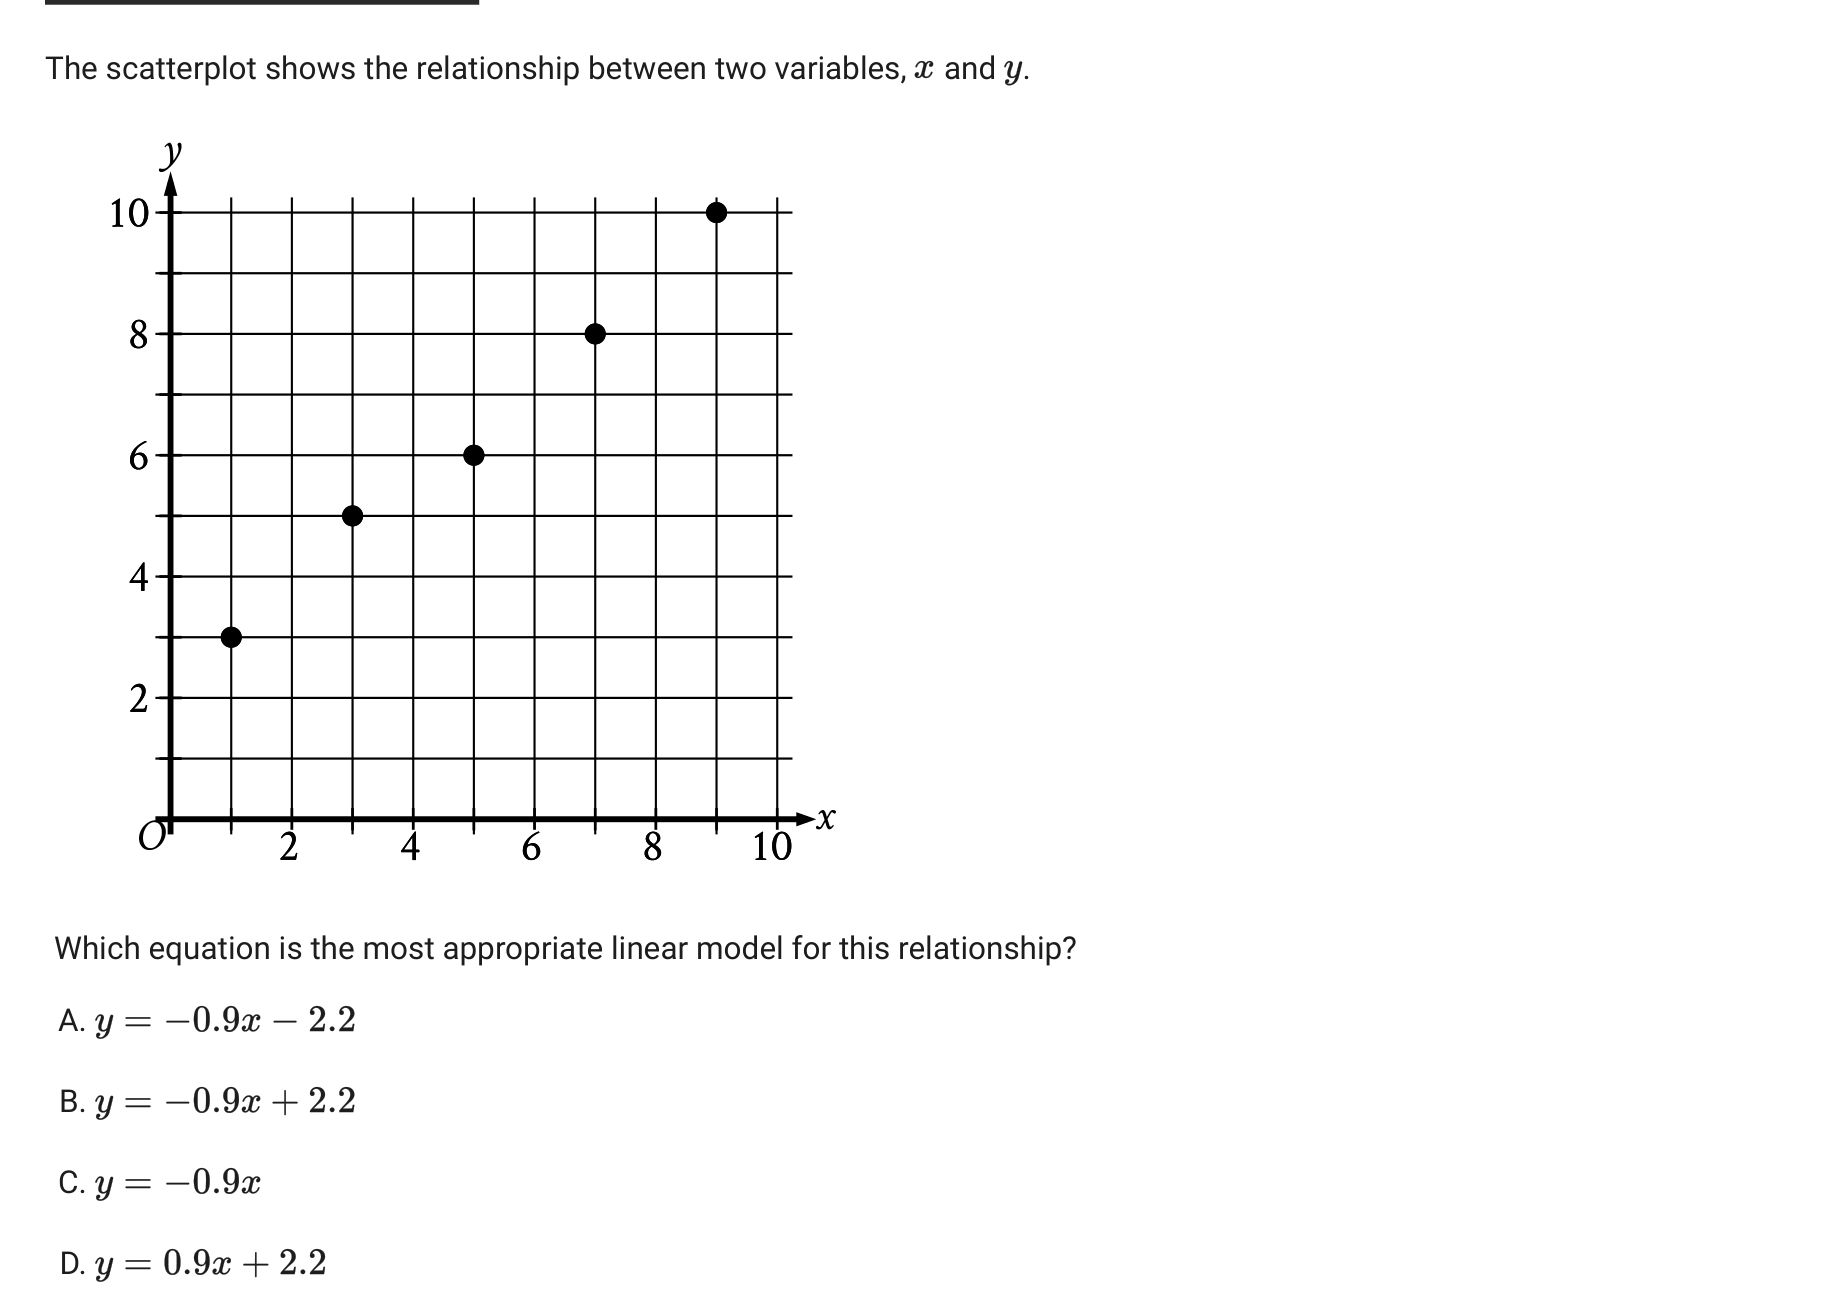 The scatterplot shows the relationship between two variables, x and y.
y
10
8
6
4
2
O
2 4 6 8 10
x
Which equation is the most appropriate linear model for this relationship?
A. y = −0.9x − 2.2
B. y = −0.9x + 2.2
C. y = −0.9x
D. y = 0.9x + 2.2